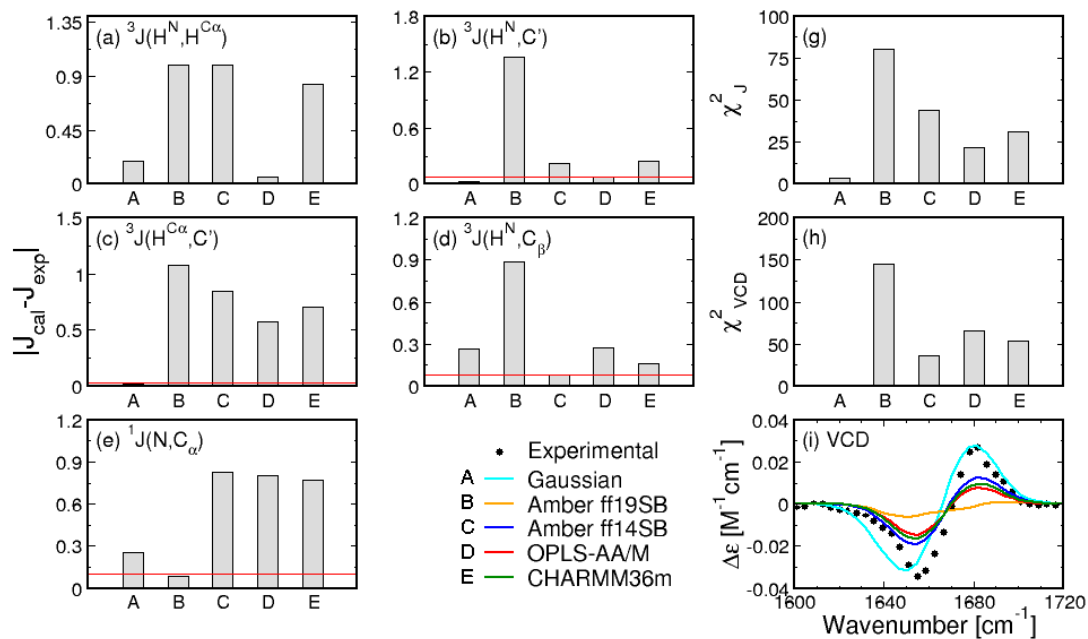 (a) ³J(Hᴺ,Hᶜᵅ)
1.35
0.9
0.45
0
A B C D E
(b) ³J(Hᴺ,C')
1.8
1.2
0.6
0
A B C D E
(g)
χ²_J
100
75
50
25
0
A B C D E
|J_cal-J_exp|
(c) ³J(Hᶜᵅ,C')
1.5
1
0.5
0
A B C D E
(d) ³J(Hᴺ,C_β)
1.2
0.9
0.6
0.3
0
A B C D E
(h)
χ²_VCD
200
150
100
50
0
A B C D E
(e) ¹J(N,C_α)
1.2
0.9
0.6
0.3
0
A B C D E
Experimental
A Gaussian
B Amber ff19SB
C Amber ff14SB
D OPLS-AA/M
E CHARMM36m
(i) VCD
Δε [M⁻¹cm⁻¹]
0.04
0.02
0
-0.02
-0.04
1600 1640 1680 1720
Wavenumber [cm⁻¹]